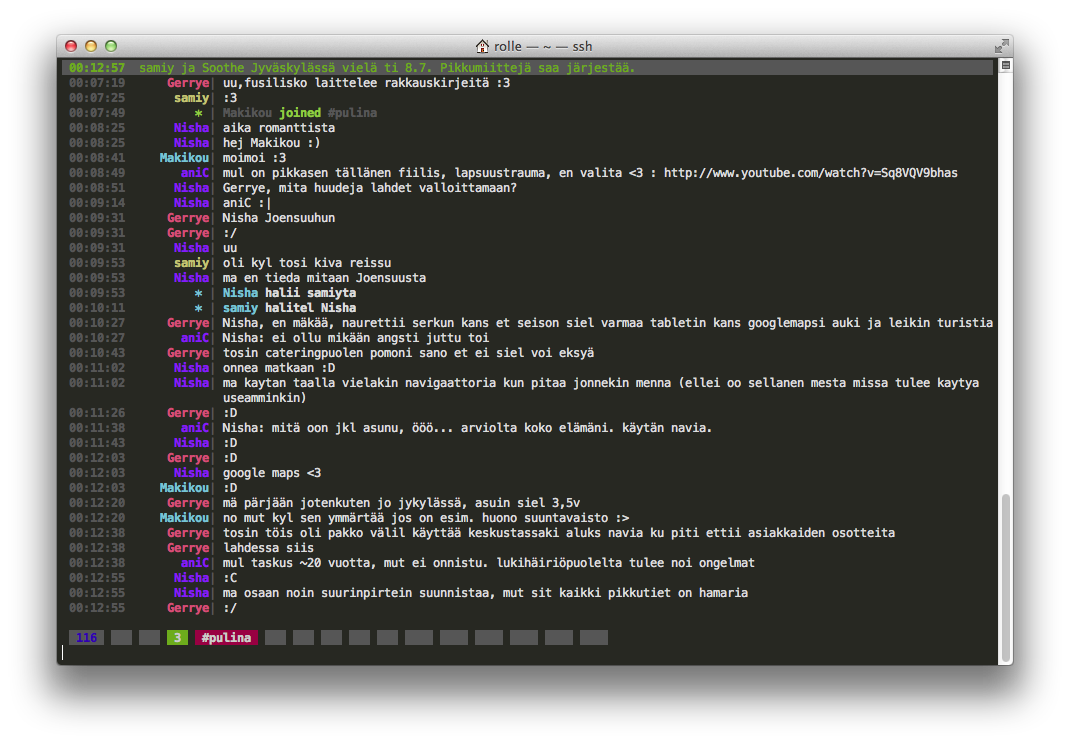 rolle — ~ — ssh
00:12:57 samiy ja Soothe Jyväskylässä vielä ti 8.7. Pikkumiittejä saa järjestää.
00:07:19 Gerrye| uu,fusilisko laittelee rakkauskirjeitä :3
00:07:25 samiy| :3
00:07:49 * | Makikou joined #pulina
00:08:25 Nisha| aika romanttista
00:08:25 Nisha| hej Makikou :)
00:08:41 Makikou| moimoi :3
00:08:49 aniC| mul on pikkasen tällänen fiilis, lapsuustrauma, en valita <3 : http://www.youtube.com/watch?v=Sq8VQV9bhas
00:08:51 Nisha| Gerrye, mita huudeja lahdet valloittamaan?
00:09:14 Nisha| aniC :|
00:09:31 Gerrye| Nisha Joensuuhun
00:09:31 Gerrye| :/
00:09:31 Nisha| uu
00:09:53 samiy| oli kyl tosi kiva reissu
00:09:53 Nisha| ma en tieda mitaan Joensuusta
00:09:53 * | Nisha halii samiyta
00:10:11 * | samiy halitel Nisha
00:10:27 Gerrye| Nisha, en mäkää, naurettii serkun kans et seison siel varmaa tabletin kans googlemapsi auki ja leikin turistia
00:10:27 aniC| Nisha: ei ollu mikään angsti juttu toi
00:10:43 Gerrye| tosin cateringpuolen pomoni sano et ei siel voi eksyä
00:11:02 Nisha| onnea matkaan :D
00:11:02 Nisha| ma kaytan taalla vielakin navigaattoria kun pitaa jonnekin menna (ellei oo sellanen mesta missa tulee kaytya
useamminkin)
00:11:26 Gerrye| :D
00:11:38 aniC| Nisha: mitä oon jkl asunu, ööö... arviolta koko elämäni. käytän navia.
00:11:43 Nisha| :D
00:12:03 Gerrye| :D
00:12:03 Nisha| google maps <3
00:12:03 Makikou| :D
00:12:20 Gerrye| mä pärjään jotenkuten jo jykylässä, asuin siel 3,5v
00:12:20 Makikou| no mut kyl sen ymmärtää jos on esim. huono suuntavaisto :>
00:12:38 Gerrye| tosin töis oli pakko välil käyttää keskustassaki aluks navia ku piti ettii asiakkaiden osotteita
00:12:38 Gerrye| lahdessa siis
00:12:38 aniC| mul taskus ~20 vuotta, mut ei onnistu. lukihäiriöpuolelta tulee noi ongelmat
00:12:55 Nisha| :C
00:12:55 Nisha| ma osaan noin suurinpirtein suunnistaa, mut sit kaikki pikkutiet on hamaria
00:12:55 Gerrye| :/
116 3 #pulina